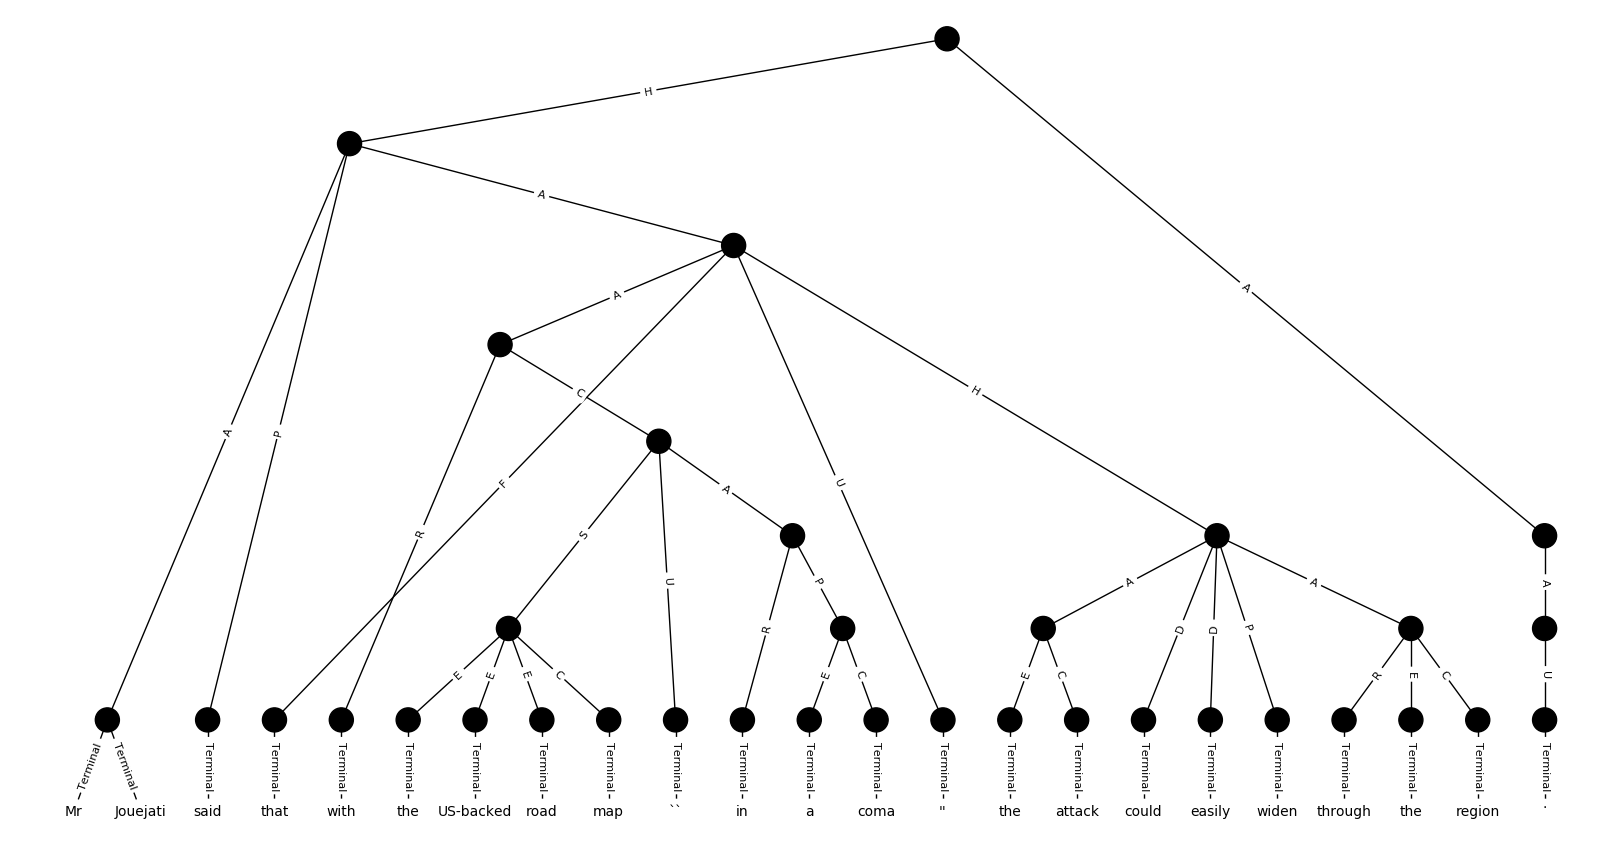 H
A
A
A
H
A
C
A
P
F
U
R
S
A
U
A
A
A
R
P
D
D
P
E
E
E
C
E
C
E
C
R
E
C
U
Terminal Terminal Terminal Terminal Terminal Terminal Terminal Terminal Terminal Terminal Terminal Terminal Terminal Terminal Terminal Terminal Terminal Terminal Terminal Terminal Terminal Terminal Terminal
Mr Jouejati said that with the US-backed road map `` in a coma " the attack could easily widen through the region .